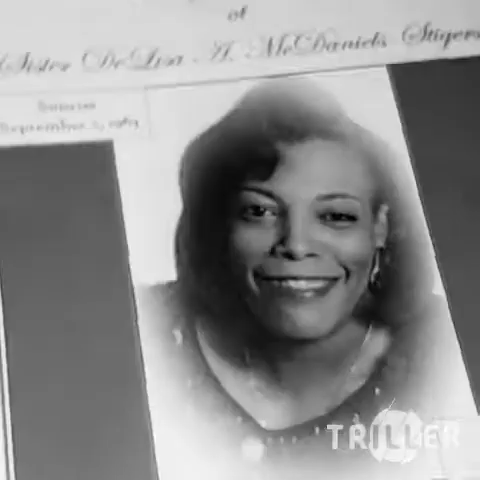 of
Sister DeLisa A. McDaniels Stigers
Sunrise
September
TRILLER